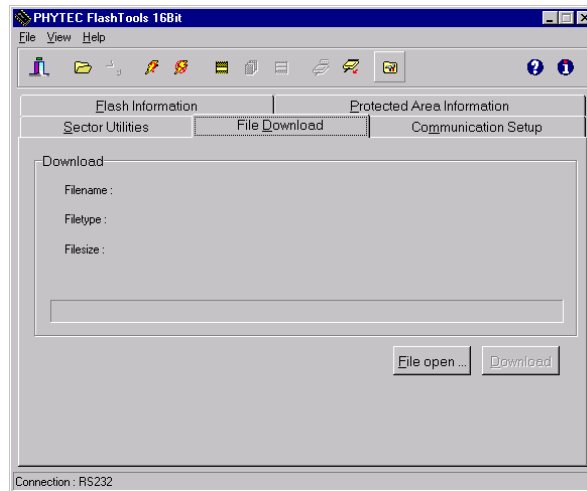 PHYTEC FlashTools 16Bit
File View Help
Flash Information Protected Area Information
Sector Utilities File Download Communication Setup
Download
Filename :
Filetype :
Filesize :
File open ... Download
Connection : RS232